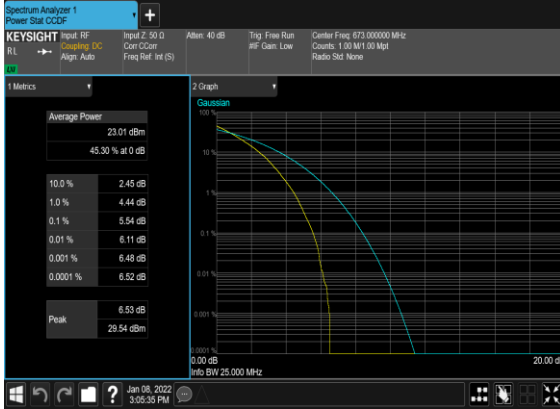 Spectrum Analyzer 1
Power Stat CCDF
+
KEYSIGHT
RL
Input: RF
Coupling: DC
Align: Auto
Input Z: 50 Ω
Corr CCorr
Freq Ref: Int (S)
Atten: 40 dB
Trig: Free Run
#IF Gain: Low
Center Freq: 673.000000 MHz
Counts: 1.00 M/1.00 Mpt
Radio Std: None
1 Metrics
Average Power
23.01 dBm
45.30 % at 0 dB
10.0 % 2.45 dB
1.0 % 4.44 dB
0.1 % 5.54 dB
0.01 % 6.11 dB
0.001 % 6.48 dB
0.0001 % 6.52 dB
Peak
6.53 dB
29.54 dBm
2 Graph
Gaussian
100 %
10 %
1 %
0.1 %
0.01 %
0.001 %
0.0001 %
0.00 dB
20.00 d
Info BW 25.000 MHz
?
Jan 08, 2022
3:05:35 PM